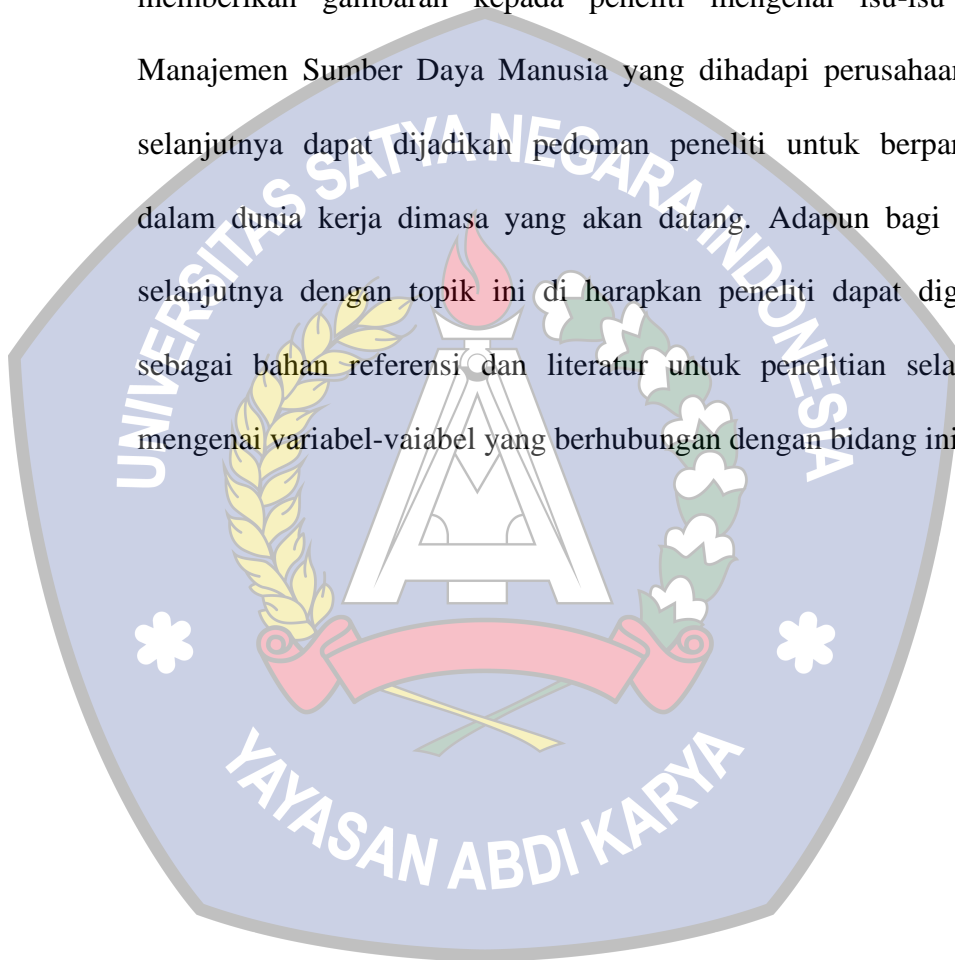 memberikan gambaran kepada peneliti mengenai isu-isu
Manajemen Sumber Daya Manusia yang dihadapi perusahaan
selanjutnya dapat dijadikan pedoman peneliti untuk
dalam dunia kerja dimasa yang akan datang. Adapun bagi
selanjutnya dengan topik ini di harapkan peneliti dapat
sebagai bahan referensi dan literatur untuk penelitian
mengenai variabel-vaiabel yang berhubungan dengan bidang ini
UNIVERSITAS SATYA NEGARA INDONESIA
YAYASAN ABDI KARYA